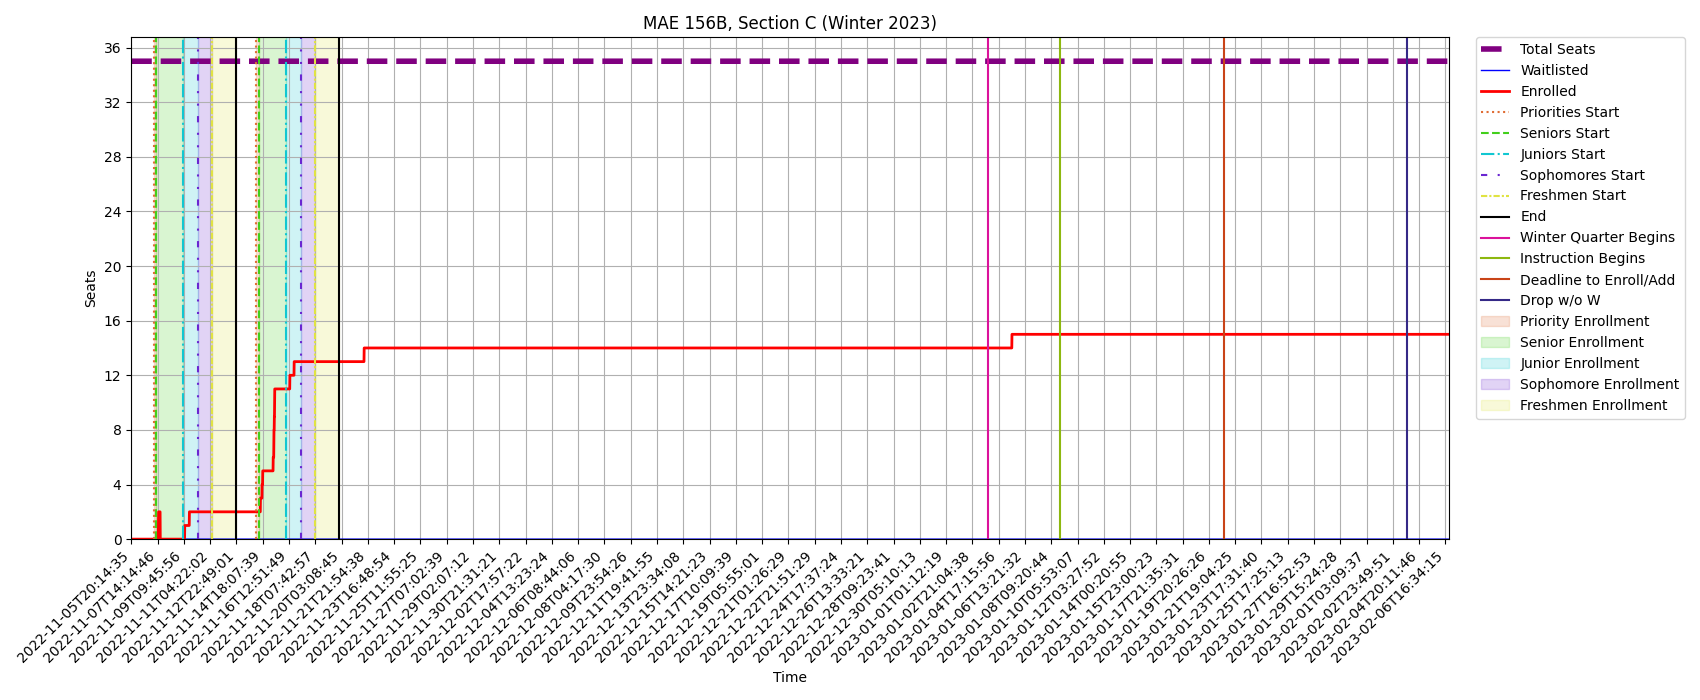 MAE 156B, Section C (Winter 2023)
Seats
36
32
28
24
20
16
12
8
4
0
2022-11-05T20:14:35
2022-11-07T14:14:46
2022-11-09T09:45:56
2022-11-11T04:22:02
2022-11-12T22:49:01
2022-11-14T18:07:39
2022-11-16T12:51:49
2022-11-18T07:42:57
2022-11-20T03:08:45
2022-11-21T21:54:38
2022-11-23T16:48:54
2022-11-25T11:55:25
2022-11-27T07:02:39
2022-11-29T02:07:12
2022-11-30T21:31:21
2022-12-02T17:57:22
2022-12-04T13:23:24
2022-12-06T08:44:06
2022-12-08T04:17:30
2022-12-09T23:54:26
2022-12-11T19:41:55
2022-12-13T23:34:08
2022-12-15T14:21:23
2022-12-17T10:09:39
2022-12-19T05:55:01
2022-12-21T01:26:29
2022-12-22T21:51:29
2022-12-24T17:37:24
2022-12-26T13:33:21
2022-12-28T09:23:41
2022-12-30T05:10:13
2023-01-01T01:12:19
2023-01-02T21:04:38
2023-01-04T17:15:56
2023-01-06T13:21:32
2023-01-08T09:20:44
2023-01-10T05:53:07
2023-01-12T03:27:52
2023-01-14T00:20:55
2023-01-15T23:00:23
2023-01-17T21:35:31
2023-01-19T20:26:26
2023-01-21T19:04:25
2023-01-23T17:31:40
2023-01-25T17:25:13
2023-01-27T16:52:53
2023-01-29T15:24:28
2023-02-01T03:09:37
2023-02-02T23:49:51
2023-02-04T20:11:46
2023-02-06T16:34:15
Time
Total Seats
Waitlisted
Enrolled
Priorities Start
Seniors Start
Juniors Start
Sophomores Start
Freshmen Start
End
Winter Quarter Begins
Instruction Begins
Deadline to Enroll/Add
Drop w/o W
Priority Enrollment
Senior Enrollment
Junior Enrollment
Sophomore Enrollment
Freshmen Enrollment